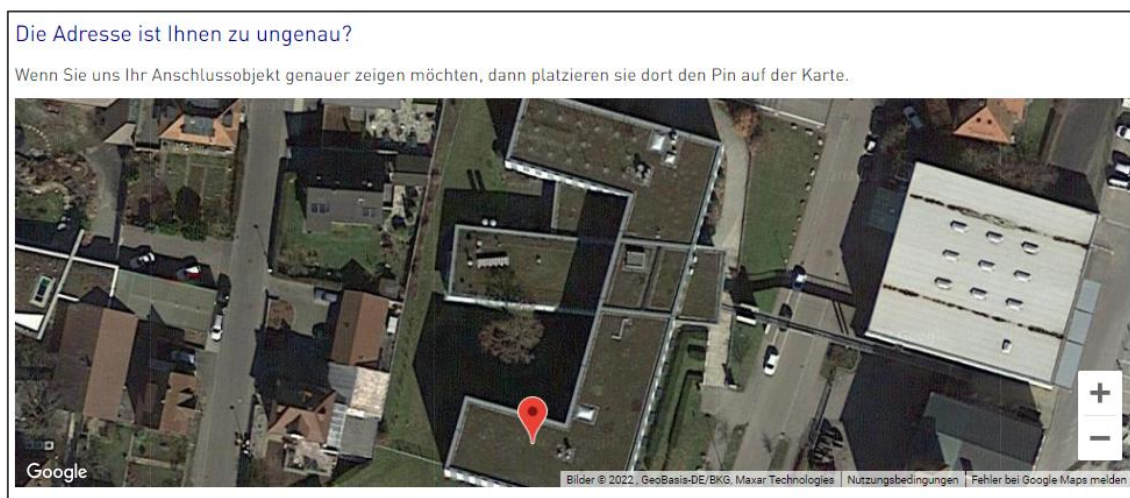 Die Adresse ist Ihnen zu ungenau?
Wenn Sie uns Ihr Anschlussobjekt genauer zeigen möchten, dann platzieren sie dort den Pin auf der Karte.
+
−
Google
Bilder © 2022 , GeoBasis-DE/BKG, Maxar Technologies | Nutzungsbedingungen | Fehler bei Google Maps melden